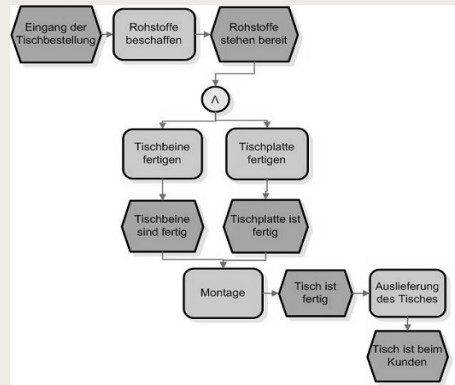 Eingang der
Tischbestellung
Rohstoffe
beschaffen
Rohstoffe
stehen bereit
Λ
Tischbeine
fertigen
Tischplatte
fertigen
Tischbeine
sind fertig
Tischplatte ist
fertig
Montage
Tisch ist
fertig
Auslieferung
des Tisches
Tisch ist beim
Kunden